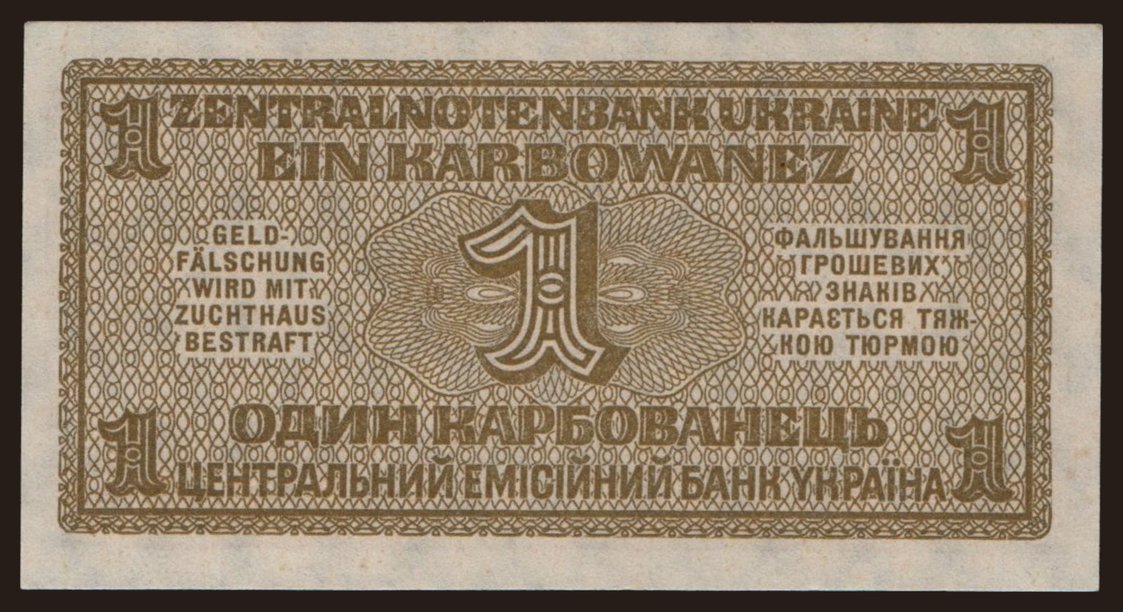 1 ZENTRALNOTENBANK UKRAINE 1
EIN KARBOWANEZ
GELD-
FÄLSCHUNG
WIRD MIT
ZUCHTHAUS
BESTRAFT
1
ФАЛЬШУВАННЯ
ГРОШЕВИХ
ЗНАКІВ
КАРАЄТЬСЯ ТЯЖ-
КОЮ ТЮРМОЮ
ОДИН КАРБОВАНЕЦЬ
1 ЦЕНТРАЛЬНИЙ ЕМІСІЙНИЙ БАНК УКРАЇНА 1